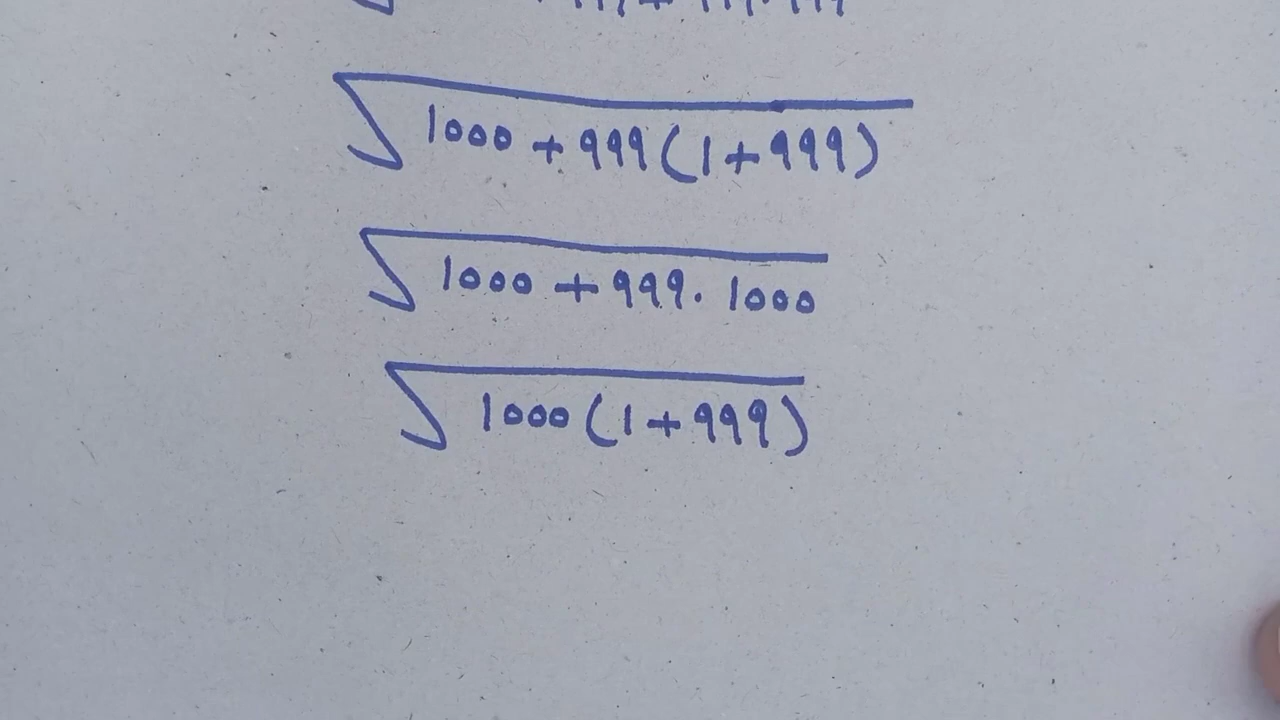 √1000 + 999(1 + 999)
√1000 + 999. 1000
√1000(1 + 999)